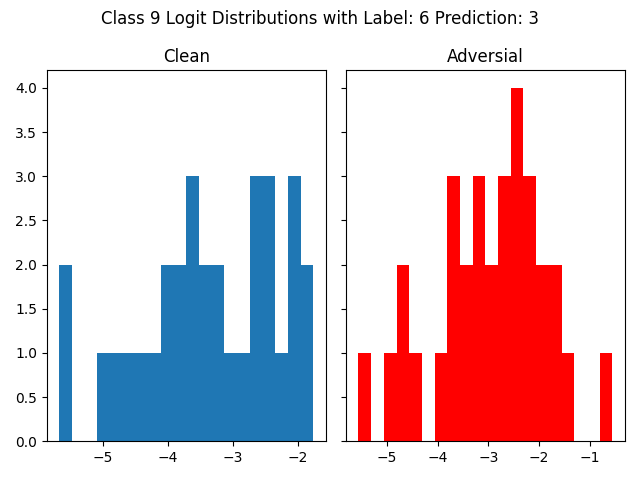 Class 9 Logit Distributions with Label: 6 Prediction: 3
Clean
Adversial
4.0
3.5
3.0
2.5
2.0
1.5
1.0
0.5
0.0
−5 −4 −3 −2
−5 −4 −3 −2 −1